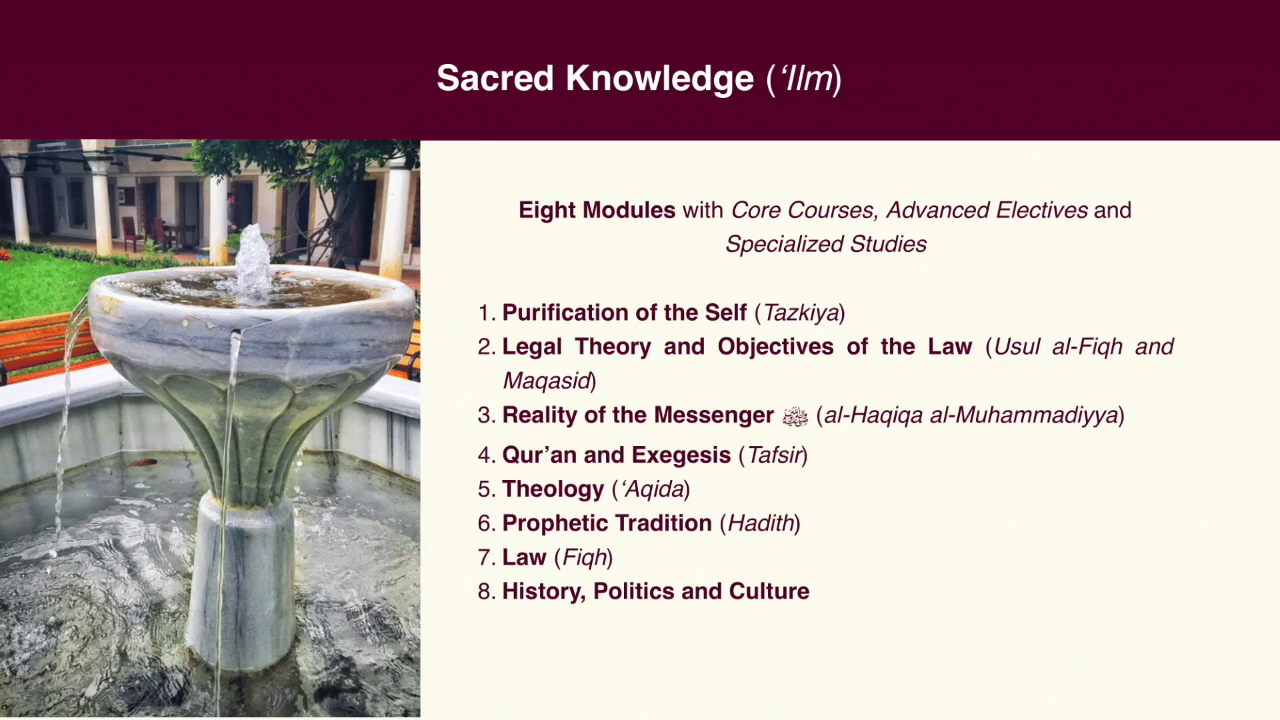 Sacred Knowledge (‘Ilm)
Eight Modules with Core Courses, Advanced Electives and
Specialized Studies
1. Purification of the Self (Tazkiya)
2. Legal Theory and Objectives of the Law (Usul al-Fiqh and
Maqasid)
3. Reality of the Messenger ﷺ (al-Haqiqa al-Muhammadiyya)
4. Qur’an and Exegesis (Tafsir)
5. Theology (‘Aqida)
6. Prophetic Tradition (Hadith)
7. Law (Fiqh)
8. History, Politics and Culture